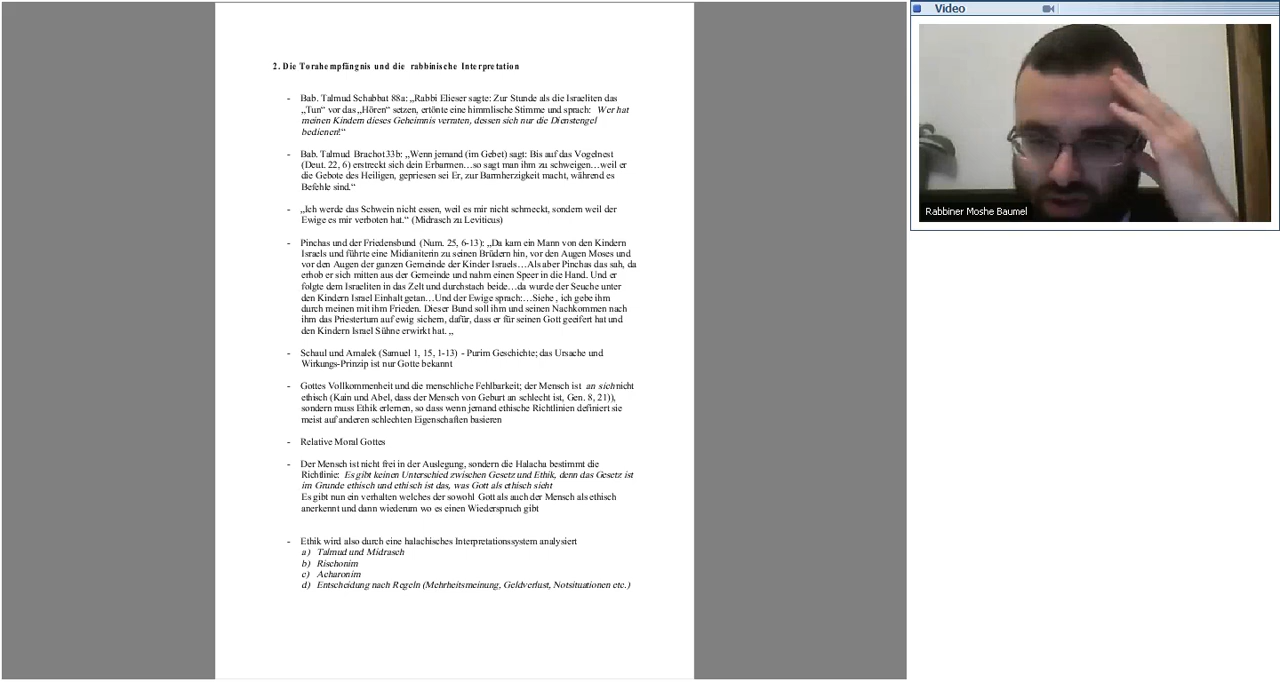 2. Die Torahempfängnis und die rabbinische Interpretation
- Bab. Talmud Schabbat 88a: „Rabbi Elieser sagte: Zur Stunde als die Israeliten das
„Tun“ vor das „Hören“ setzen, ertönte eine himmlische Stimme und sprach: Wer hat
meinen Kindern dieses Geheimnis verraten, dessen sich nur die Dienstengel
bedienen!“
- Bab. Talmud Brachot 33b: „Wenn jemand (im Gebet) sagt: Bis auf das Vogelnest
(Deut. 22, 6) erstreckt sich dein Erbarmen…so sagt man ihm zu schweigen…weil er
die Gebote des Heiligen, gepriesen sei Er, zur Barmherzigkeit macht, während es
Befehle sind.“
- „Ich werde das Schwein nicht essen, weil es mir nicht schmeckt, sondern weil der
Ewige es mir verboten hat.“ (Midrasch zu Leviticus)
- Pinchas und der Friedensbund (Num. 25, 6-13): „Da kam ein Mann von den Kindern
Israels und führte eine Midianiterin zu seinen Brüdern hin, vor den Augen Moses und
vor den Augen der ganzen Gemeinde der Kinder Israels…Als aber Pinchas das sah, da
erhob er sich mitten aus der Gemeinde und nahm einen Speer in die Hand. Und er
folgte dem Israeliten in das Zelt und durchstach beide…da wurde der Seuche unter
den Kindern Israel Einhalt getan…Und der Ewige sprach:…Siehe , ich gebe ihm
durch meinen mit ihm Frieden. Dieser Bund soll ihm und seinen Nachkommen nach
ihm das Priestertum auf ewig sichern, dafür, dass er für seinen Gott geeifert hat und
den Kindern Israel Sühne erwirkt hat. „
- Schaul und Amalek (Samuel 1, 15, 1-13) - Purim Geschichte; das Ursache und
Wirkungs-Prinzip ist nur Gotte bekannt
- Gottes Vollkommenheit und die menschliche Fehlbarkeit; der Mensch ist an sich nicht
ethisch (Kain und Abel, dass der Mensch von Geburt an schlecht ist, Gen. 8, 21)),
sondern muss Ethik erlernen, so dass wenn jemand ethische Richtlinien definiert sie
meist auf anderen schlechten Eigenschaften basieren
- Relative Moral Gottes
- Der Mensch ist nicht frei in der Auslegung, sondern die Halacha bestimmt die
Richtlinie: Es gibt keinen Unterschied zwischen Gesetz und Ethik, denn das Gesetz ist
im Grunde ethisch und ethisch ist das, was Gott als ethisch sieht
Es gibt nun ein verhalten welches der sowohl Gott als auch der Mensch als ethisch
anerkennt und dann wiederum wo es einen Wiederspruch gibt
- Ethik wird also durch eine halachisches Interpretationssystem analysiert
a) Talmud und Midrasch
b) Rischonim
c) Acharonim
d) Entscheidung nach Regeln (Mehrheitsmeinung, Geldverlust, Notsituationen etc.)
Video
Rabbiner Moshe Baumel